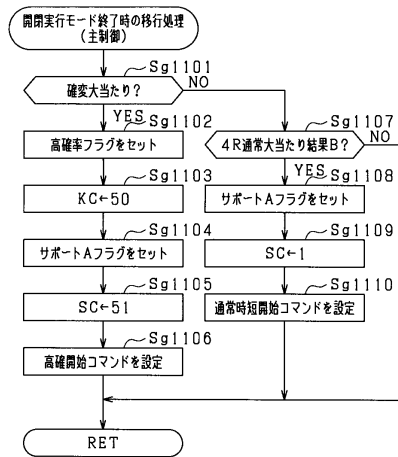 開閉実行モード終了時の移行処理
(主制御)
Sg1101
確変大当たり？
NO
YES
Sg1102
高確率フラグをセット
Sg1103
KC←50
Sg1104
サポートAフラグをセット
Sg1105
SC←51
Sg1106
高確開始コマンドを設定
Sg1107
4R通常大当たり結果B？
NO
YES
Sg1108
サポートAフラグをセット
Sg1109
SC←1
Sg1110
通常時短開始コマンドを設定
RET